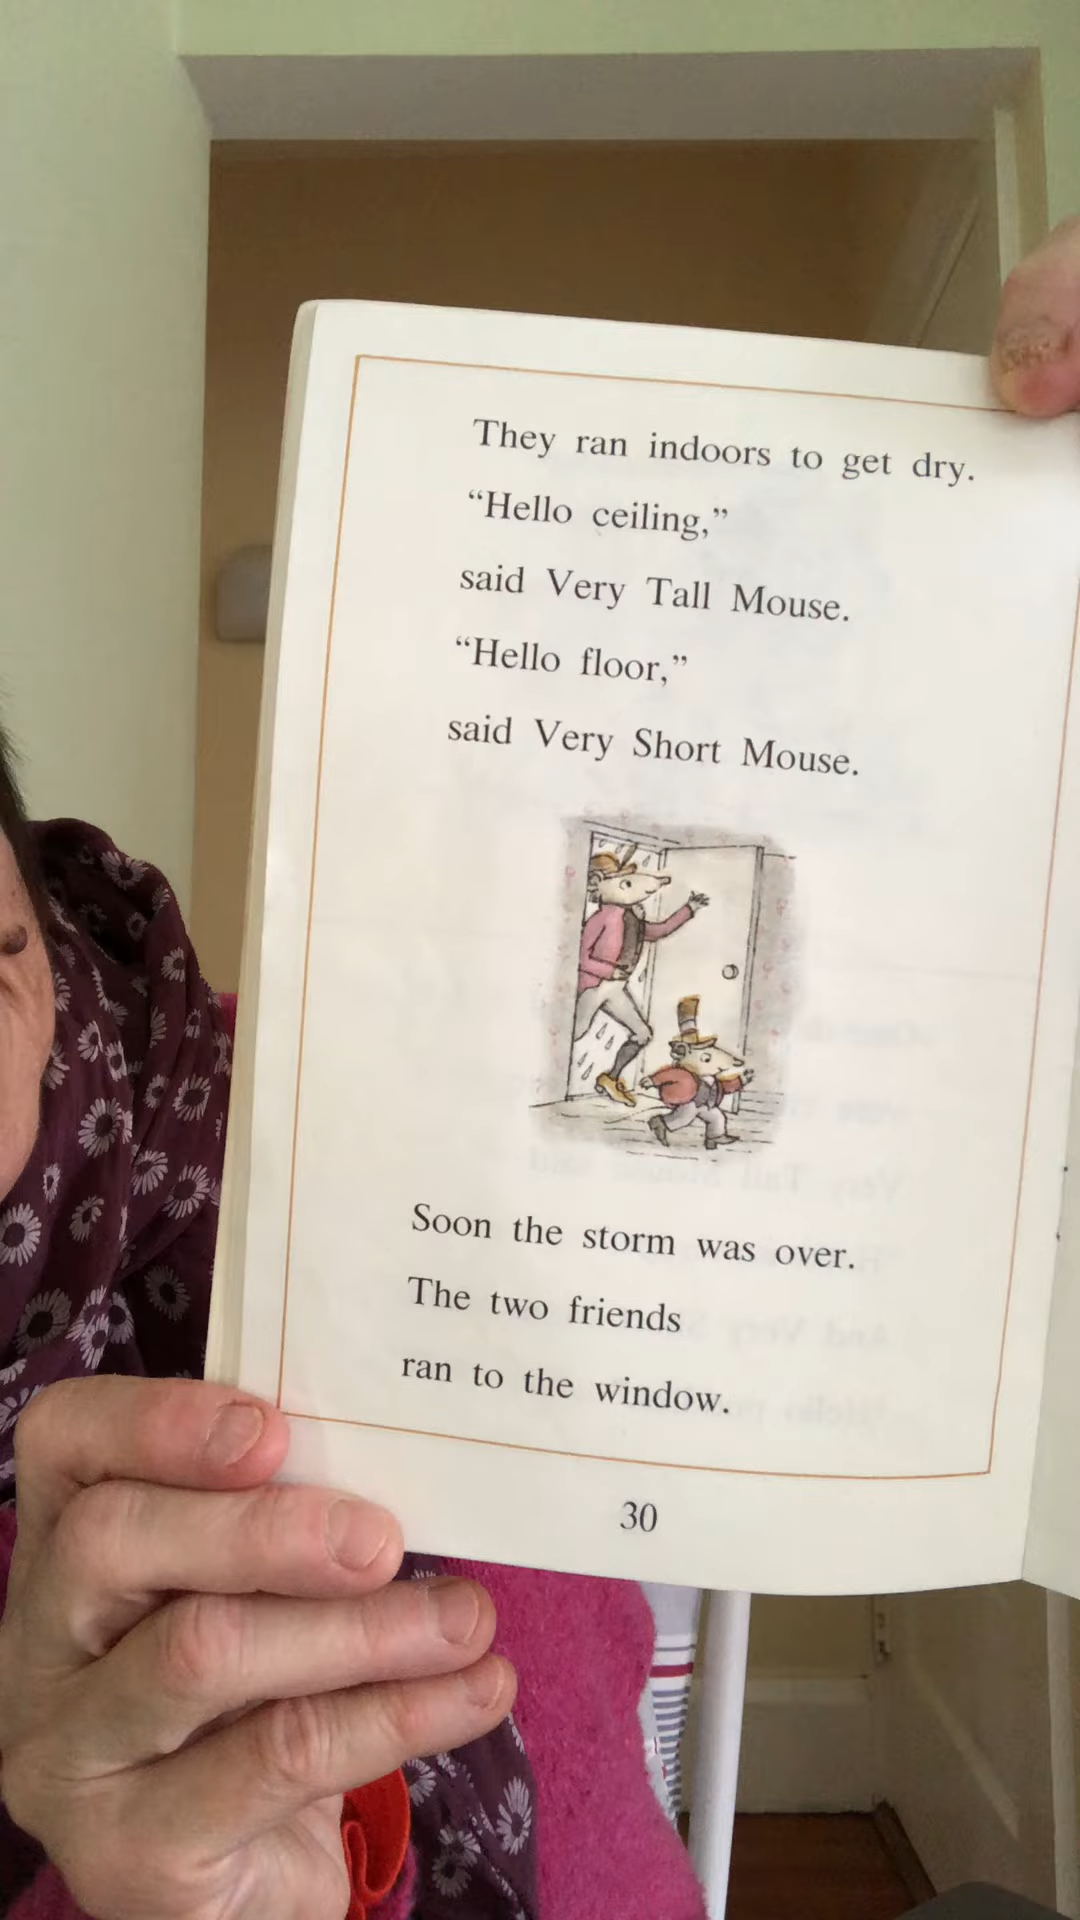 They ran indoors to get dry.
“Hello ceiling,”
said Very Tall Mouse.
“Hello floor,”
said Very Short Mouse.
Soon the storm was over.
The two friends
ran to the window.
30